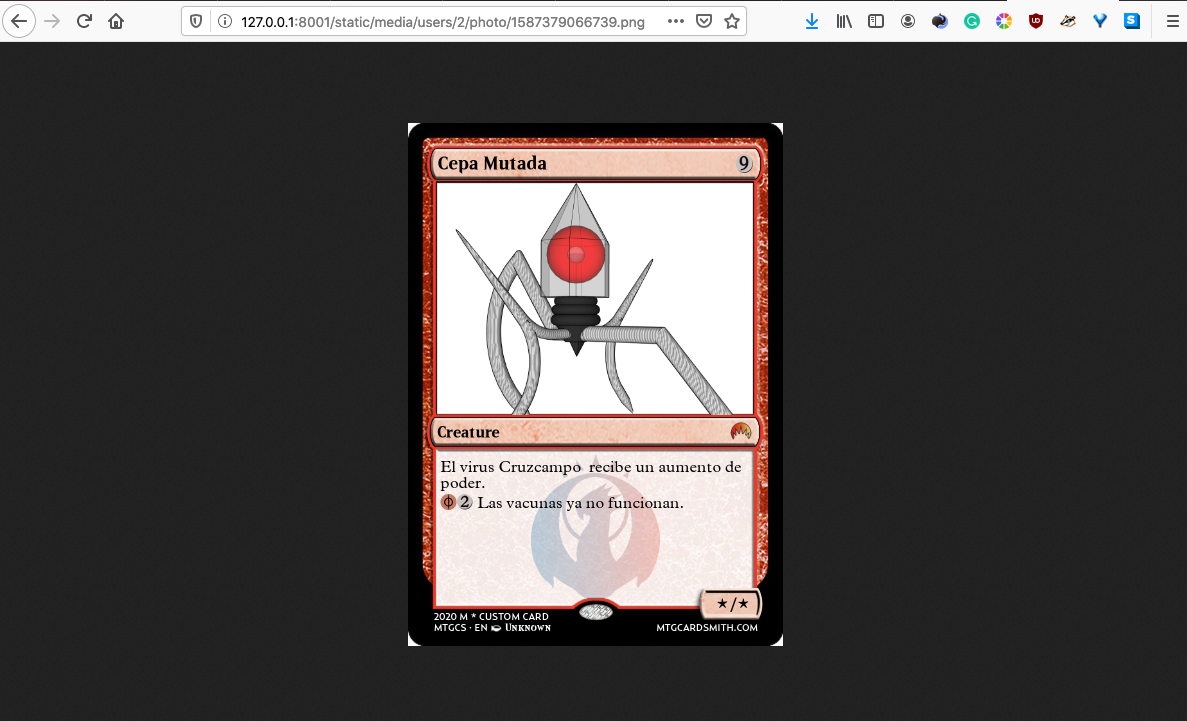 127.0.0.1:8001/static/media/users/2/photo/1587379066739.png
Cepa Mutada 9
Creature
El virus Cruzcampo recibe un aumento de
poder.
2 Las vacunas ya no funcionan.
★/★
2020 M * CUSTOM CARD
MTGCS · EN UNKNOWN
MTGCARDSMITH.COM